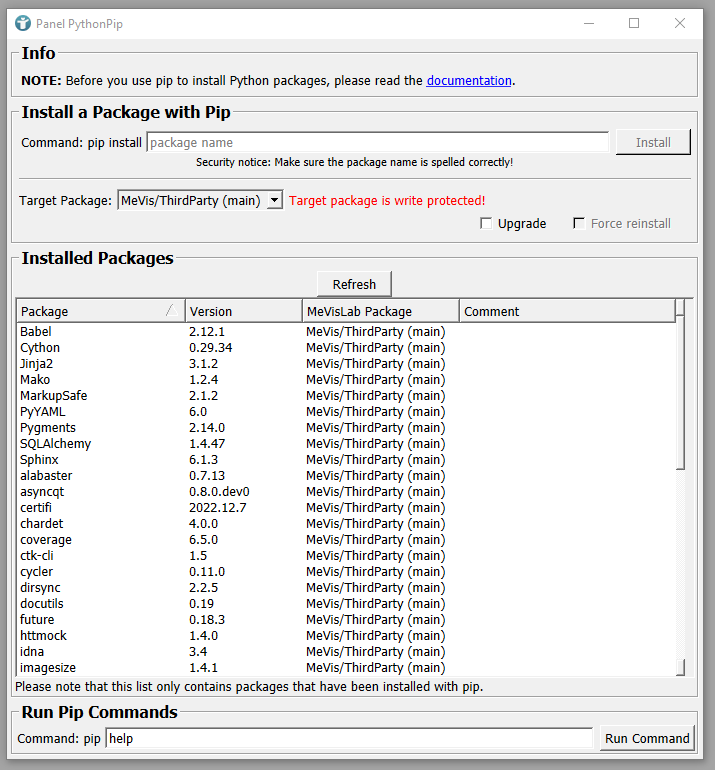 Panel PythonPip
Info
NOTE: Before you use pip to install Python packages, please read the documentation.
Install a Package with Pip
Command: pip install package name Install
Security notice: Make sure the package name is spelled correctly!
Target Package: MeVis/ThirdParty (main) Target package is write protected!
Upgrade Force reinstall
Installed Packages
Refresh
Package Version MeVisLab Package Comment
Babel 2.12.1 MeVis/ThirdParty (main)
Cython 0.29.34 MeVis/ThirdParty (main)
Jinja2 3.1.2 MeVis/ThirdParty (main)
Mako 1.2.4 MeVis/ThirdParty (main)
MarkupSafe 2.1.2 MeVis/ThirdParty (main)
PyYAML 6.0 MeVis/ThirdParty (main)
Pygments 2.14.0 MeVis/ThirdParty (main)
SQLAlchemy 1.4.47 MeVis/ThirdParty (main)
Sphinx 6.1.3 MeVis/ThirdParty (main)
alabaster 0.7.13 MeVis/ThirdParty (main)
asyncqt 0.8.0.dev0 MeVis/ThirdParty (main)
certifi 2022.12.7 MeVis/ThirdParty (main)
chardet 4.0.0 MeVis/ThirdParty (main)
coverage 6.5.0 MeVis/ThirdParty (main)
ctk-cli 1.5 MeVis/ThirdParty (main)
cycler 0.11.0 MeVis/ThirdParty (main)
dirsync 2.2.5 MeVis/ThirdParty (main)
docutils 0.19 MeVis/ThirdParty (main)
future 0.18.3 MeVis/ThirdParty (main)
httmock 1.4.0 MeVis/ThirdParty (main)
idna 3.4 MeVis/ThirdParty (main)
imagesize 1.4.1 MeVis/ThirdParty (main)
Please note that this list only contains packages that have been installed with pip.
Run Pip Commands
Command: pip help Run Command